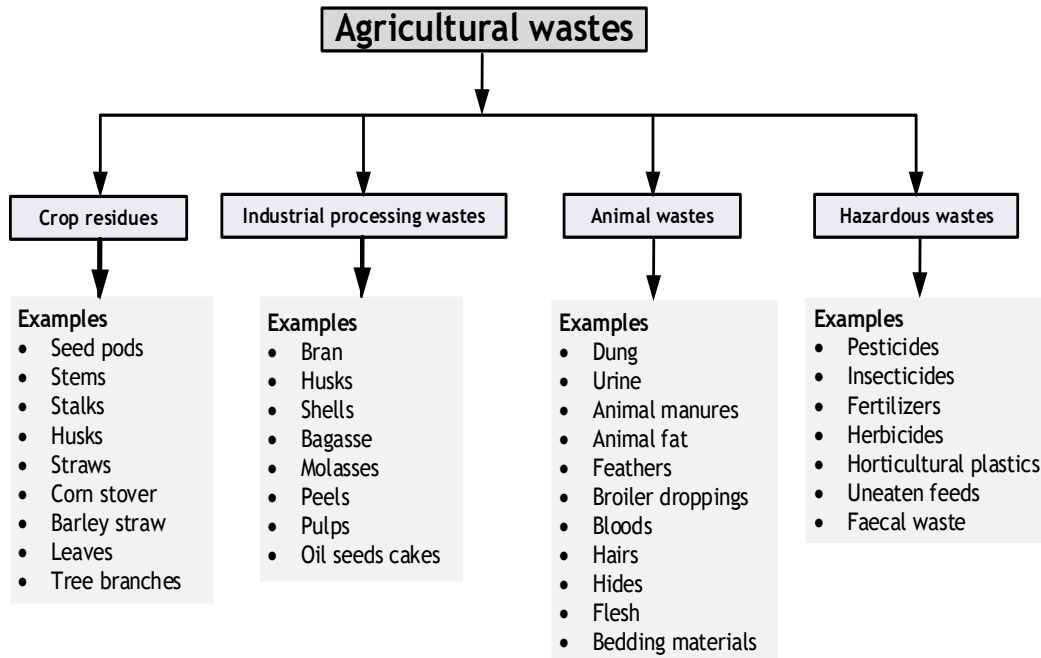 Agricultural wastes
Crop residues
Industrial processing wastes
Animal wastes
Hazardous wastes
Examples
• Seed pods
• Stems
• Stalks
• Husks
• Straws
• Corn stover
• Barley straw
• Leaves
• Tree branches
Examples
• Bran
• Husks
• Shells
• Bagasse
• Molasses
• Peels
• Pulps
• Oil seeds cakes
Examples
• Dung
• Urine
• Animal manures
• Animal fat
• Feathers
• Broiler droppings
• Bloods
• Hairs
• Hides
• Flesh
• Bedding materials
Examples
• Pesticides
• Insecticides
• Fertilizers
• Herbicides
• Horticultural plastics
• Uneaten feeds
• Faecal waste